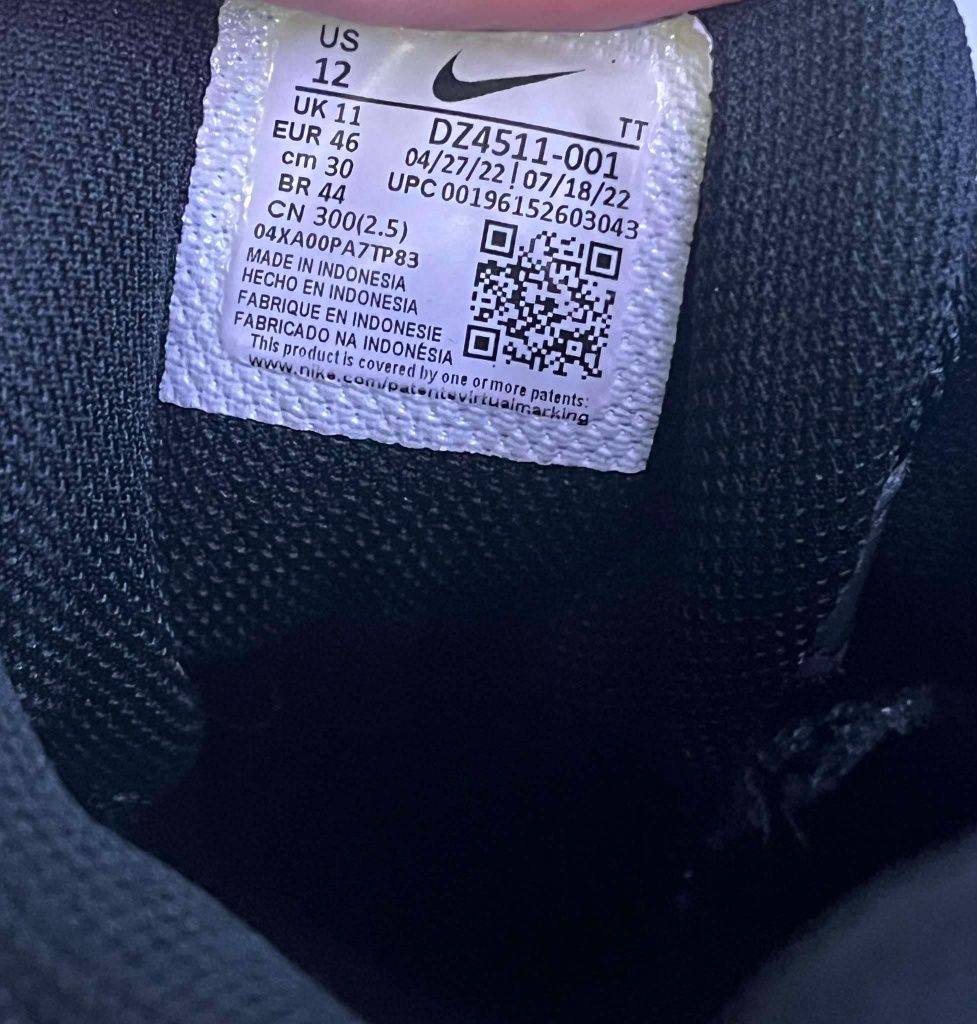 US
12
TT
UK 11
EUR 46
cm 30
BR 44
CN 300(2.5)
04XA00PA7TP83
DZ4511-001
04/27/22 | 07/18/22
UPC 00196152603043
MADE IN INDONESIA
HECHO EN INDONESIA
FABRIQUE EN INDONESIE
FABRICADO NA INDONÉSIA
This product is covered by one or more patents:
www.nike.com/patentsvirtualmarking